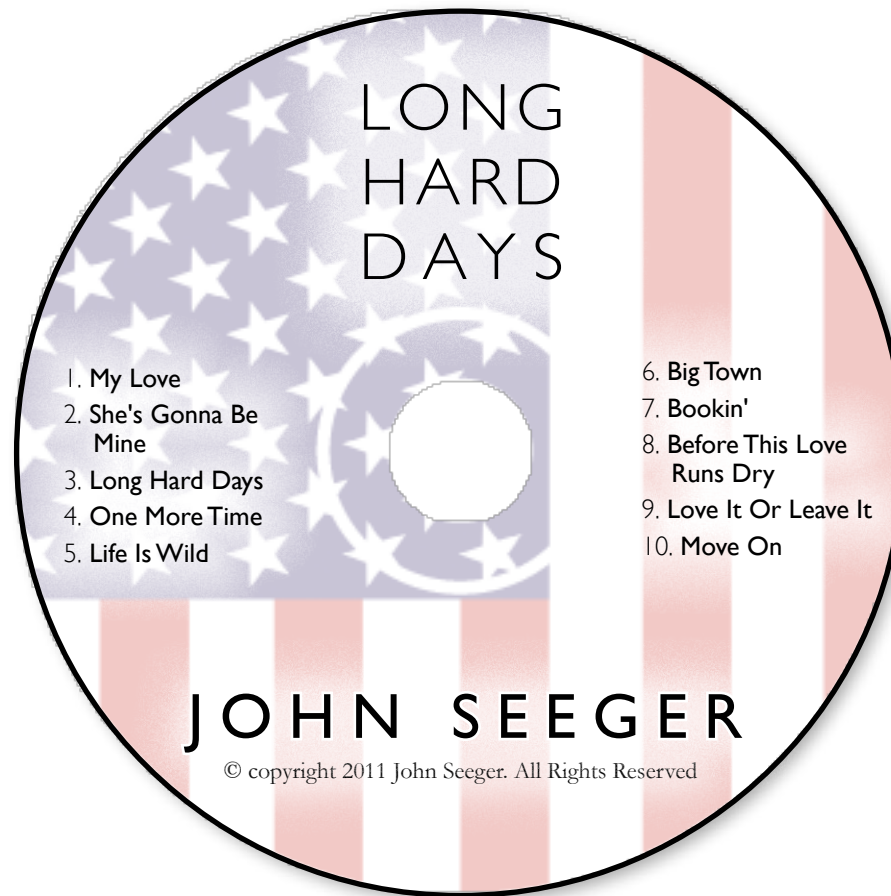 LONG
HARD
DAYS
1. My Love
2. She's Gonna Be
Mine
3. Long Hard Days
4. One More Time
5. Life Is Wild
6. Big Town
7. Bookin'
8. Before This Love
Runs Dry
9. Love It Or Leave It
10. Move On
JOHN SEEGER
© copyright 2011 John Seeger. All Rights Reserved